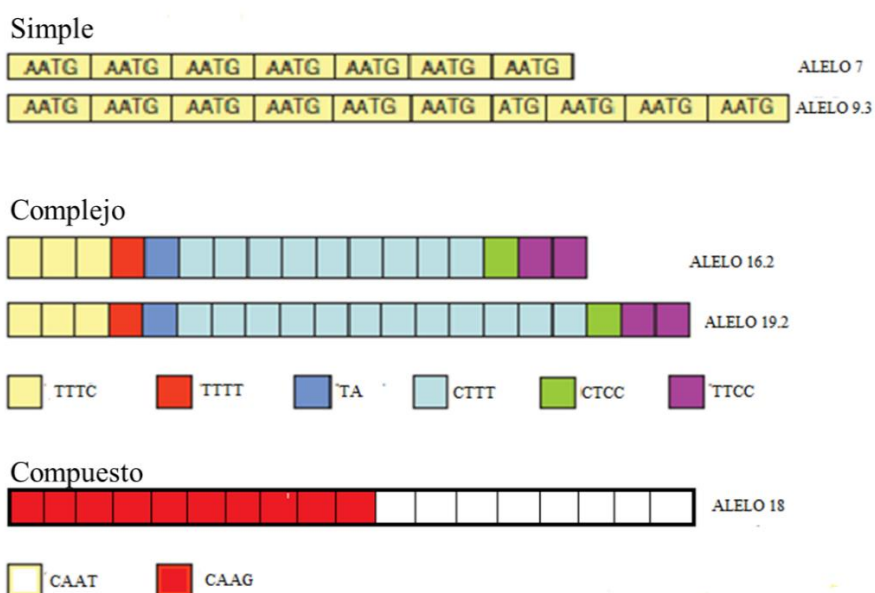 Simple
AATG AATG AATG AATG AATG AATG AATG ALELO 7
AATG AATG AATG AATG AATG AATG ATG AATG AATG AATG ALELO 9.3
Complejo
ALELO 16.2
ALELO 19.2
TTTC TTTT TA CTTT CTCC TTCC
Compuesto
ALELO 18
CAAT CAAG